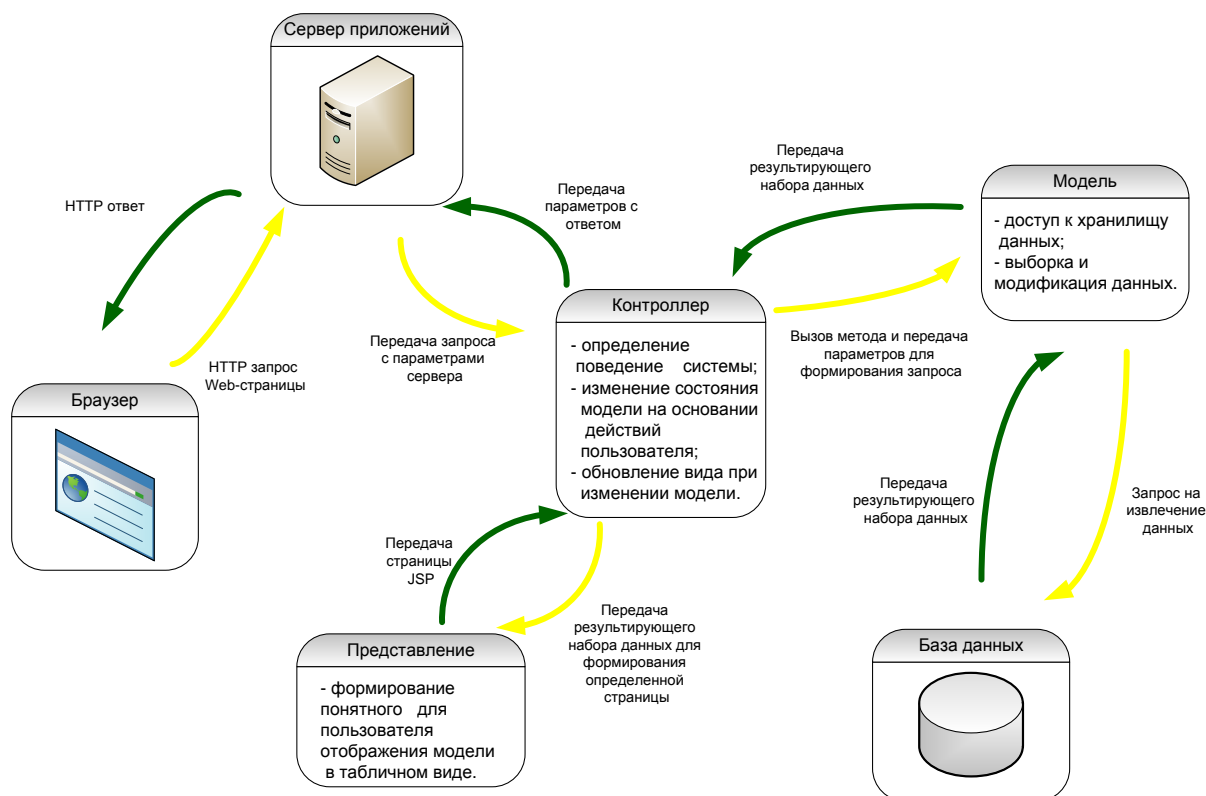 Сервер приложений
HTTP ответ
HTTP запрос
Web-страницы
Браузер
Передача
параметров с
ответом
Передача запроса
с параметрами
сервера
Контроллер
- определение
поведение системы;
- изменение состояния
модели на основании
действий
пользователя;
- обновление вида при
изменении модели.
Передача
результирующего
набора данных
Вызов метода и передача
параметров для
формирования запроса
Модель
- доступ к хранилищу
данных;
- выборка и
модификация данных.
Передача
результирующего
набора данных
Запрос на
извлечение
данных
База данных
Передача
страницы
JSP
Передача
результирующего
набора данных для
формирования
определенной
страницы
Представление
- формирование
понятного для
пользователя
отображения модели
в табличном виде.